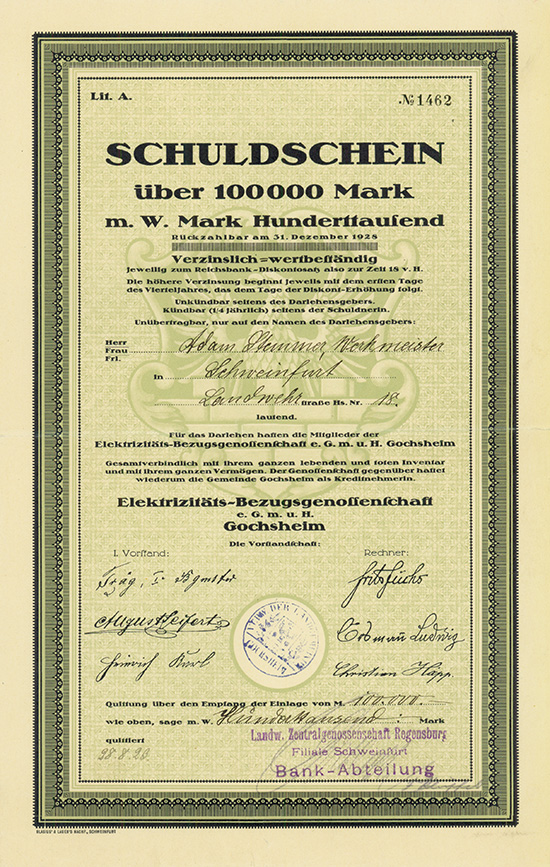 Lit. A.
№ 1462
SCHULDSCHEIN
über 100000 Mark
m. W. Mark Hunderttausend
Rückzahlbar am 31. Dezember 1928
Verzinslich=wertbeständig
jeweilig zum Reichsbank-Diskontosatz also zur Zeit 18 v. H.
Die höhere Verzinsung beginnt jeweils mit dem ersten Tage
des Vierteljahres, das dem Tage der Diskont-Erhöhung folgt.
Unkündbar seitens des Darlehensgebers.
Kündbar (1/4 jährlich) seitens der Schuldnerin.
Unübertragbar, nur auf den Namen des Darlehensgebers:
Herr
Frau Adam Stemmer, Werkmeister
Frl.
In Schweinfurt
Landwehr straße Hs. Nr. 18.
lautend.
Für das Darlehen haften die Mitglieder der
Elektrizitäts-Bezugsgenossenschaft e. G. m. u. H. Gochsheim
Gesamtverbindlich mit ihrem ganzen lebenden und toten Inventar
und mit ihrem ganzen Vermögen. Der Genossenschaft gegenüber haftet
wiederum die Gemeinde Gochsheim als Kreditnehmerin.
Elektrizitäts-Bezugsgenossenschaft
e. G. m. u. H.
Gochsheim
Die Vorstandschaft:
I. Vorstand:
Rechner:
August Seifert
Heinrich Karl
Ludwig
Christian Häpp
Quittung über den Empfang der Einlage von M. 100.000.
wie oben, sage m. W. Hunderttausend : Mark
quittiert
28.8.23.
Landw. Zentralgenossenschaft Regensburg
Filiale Schweinfurt
Bank-Abteilung